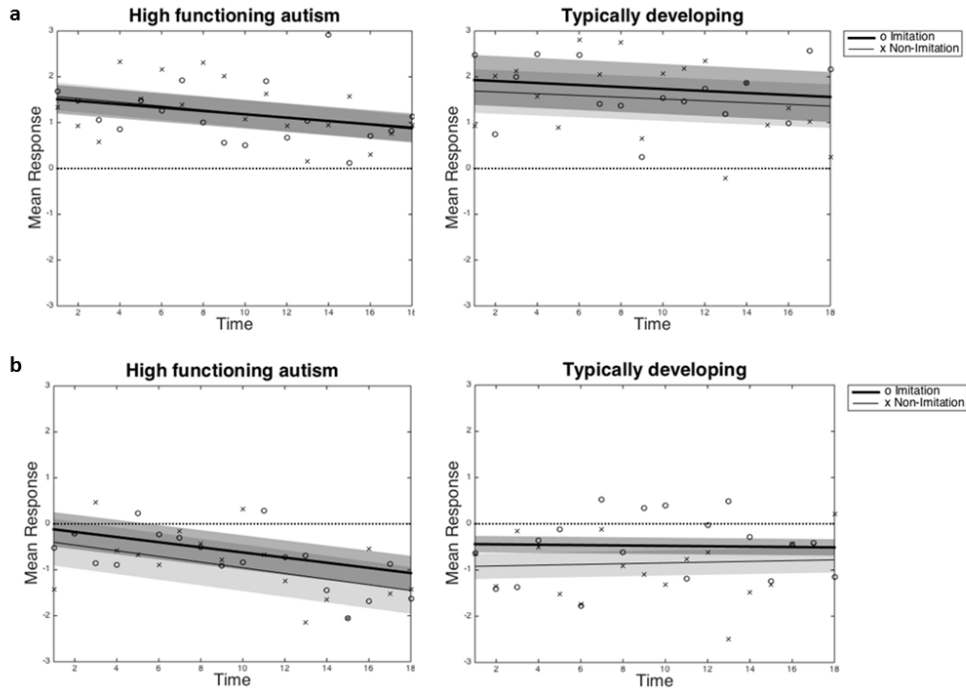 a
High functioning autism
Typically developing
o Imitation
x Non-Imitation
Mean Response
3
2
1
0
-1
-2
-3
2 4 6 8 10 12 14 16 18
Time
Mean Response
3
2
1
0
-1
-2
-3
2 4 6 8 10 12 14 16 18
Time
b
High functioning autism
Typically developing
o Imitation
x Non-Imitation
Mean Response
3
2
1
0
-1
-2
-3
2 4 6 8 10 12 14 16 18
Time
Mean Response
3
2
1
0
-1
-2
-3
2 4 6 8 10 12 14 16 18
Time